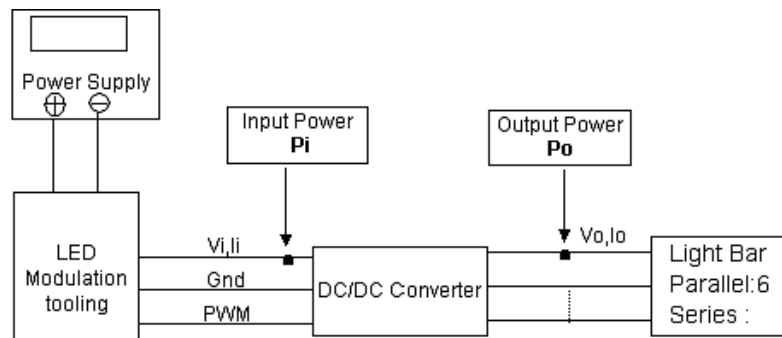 Power Supply
Input Power
Pi
Output Power
Po
LED
Modulation
tooling
Vi,Ii
Gnd
PWM
DC/DC Converter
Vo,Io
Light Bar
Parallel:6
Series :